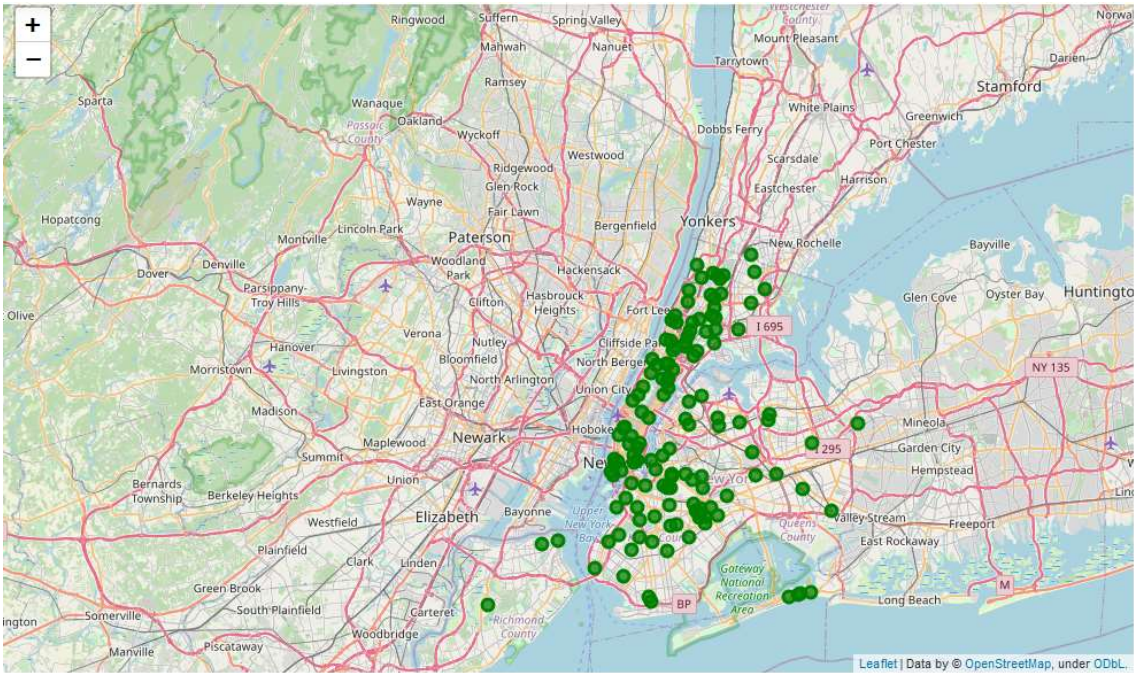 +
−
Ringwood
Suffern
Spring Valley
Westchester
County
Norwal
Mahwah
Nanuet
Mount Pleasant
Darien
Tarrytown
Ramsey
Stamford
Sparta
Wanaque
White Plains
Oakland
Greenwich
Passaic
County
Wyckoff
Dobbs Ferry
Port Chester
Westwood
Scarsdale
Ridgewood
Harrison
Glen Rock
Eastchester
Wayne
Hopatcong
Fair Lawn
Bergenfield
Yonkers
Lincoln Park
Paterson
New Rochelle
Montville
Bayville
Woodland
Park
Denville
Hackensack
Dover
Parsippany-
Troy Hills
Clifton
Hasbrouck
Heights
Glen Cove
Oyster Bay
Huntingt
Olive
Fort Lee
I 695
Verona
Nutley
Cliffside Park
Hanover
Bloomfield
North Bergen
Morristown
Livingston
NY 135
North Arlington
Union City
East Orange
Madison
Mineola
Newark
Hoboken
Maplewood
Garden City
I 295
Summit
New York
Hempstead
Bernards
Township
Union
Berkeley Heights
Elizabeth
Bayonne
Upper
New York
Bay
Westfield
Queens
County
Valley Stream
Freeport
East Rockaway
Plainfield
Clark
Linden
Gateway
National
Recreation
Area
Green Brook
M
Long Beach
BP
Somerville
South Plainfield
Carteret
Richmond
County
ington
Woodbridge
Piscataway
Manville
Leaflet | Data by © OpenStreetMap, under ODbL.